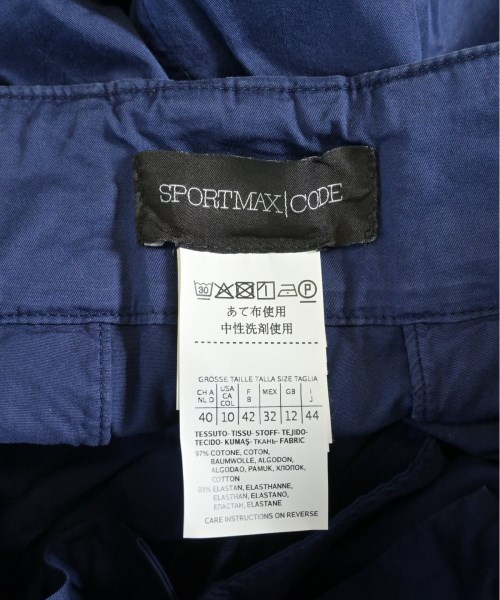 SPORTMAX|CODE
30 P
あて布使用
中性洗剤使用
GRÖSSE TAILLE TALLA SIZE TAGLIA
CH A NL D USA CA COL F B MEX GB I J
40 10 42 32 12 44
TESSUTO- TISSU- STOFF- TEJIDO-
TECIDO- KUMAŞ- ТКАНЬ- FABRIC
97% COTONE, COTON,
BAUMWOLLE, ALGODON,
ALGODAO, PAMUK, ХЛОПОК,
COTTON
03% ELASTAN, ELASTHANNE,
ELASTHAN, ELASTANO,
ЕЛАСТАН, ELASTANE
CARE INSTRUCTIONS ON REVERSE